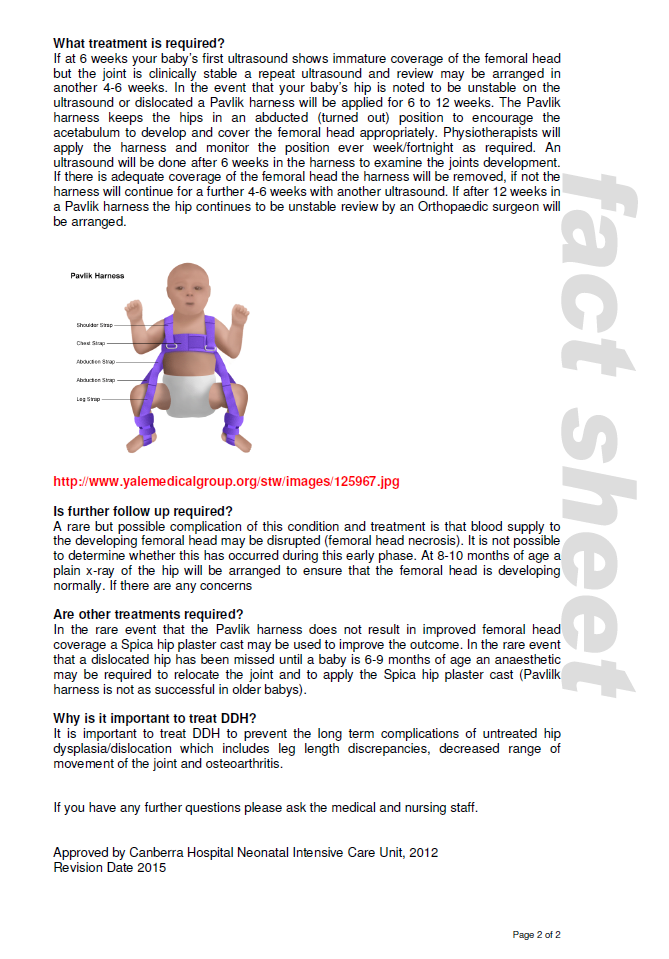 What treatment is required?
If at 6 weeks your baby's first ultrasound shows immature coverage of the femoral head
but the joint is clinically stable a repeat ultrasound and review may be arranged in
another 4-6 weeks. In the event that your baby's hip is noted to be unstable on the
ultrasound or dislocated a Pavlik harness will be applied for 6 to 12 weeks. The Pavlik
harness keeps the hips in an abducted (turned out) position to encourage the
acetabulum to develop and cover the femoral head appropriately. Physiotherapists will
apply the harness and monitor the position ever week/fortnight as required. An
ultrasound will be done after 6 weeks in the harness to examine the joints development.
If there is adequate coverage of the femoral head the harness will be removed, if not the
harness will continue for a further 4-6 weeks with another ultrasound. If after 12 weeks in
a Pavlik harness the hip continues to be unstable review by an Orthopaedic surgeon will
be arranged.
Pavlik Harness
Shoulder Strap
Chest Strap
Abduction Strap
Abduction Strap
Leg Strap
http://www.yalemedicalgroup.org/stw/images/125967.jpg
Is further follow up required?
A rare but possible complication of this condition and treatment is that blood supply to
the developing femoral head may be disrupted (femoral head necrosis). It is not possible
to determine whether this has occurred during this early phase. At 8-10 months of age a
plain x-ray of the hip will be arranged to ensure that the femoral head is developing
normally. If there are any concerns
Are other treatments required?
In the rare event that the Pavlik harness does not result in improved femoral head
coverage a Spica hip plaster cast may be used to improve the outcome. In the rare event
that a dislocated hip has been missed until a baby is 6-9 months of age an anaesthetic
may be required to relocate the joint and to apply the Spica hip plaster cast (Pavlilk
harness is not as successful in older babys).
Why is it important to treat DDH?
It is important to treat DDH to prevent the long term complications of untreated hip
dysplasia/dislocation which includes leg length discrepancies, decreased range of
movement of the joint and osteoarthritis.
If you have any further questions please ask the medical and nursing staff.
Approved by Canberra Hospital Neonatal Intensive Care Unit, 2012
Revision Date 2015
Page 2 of 2
fact sheet